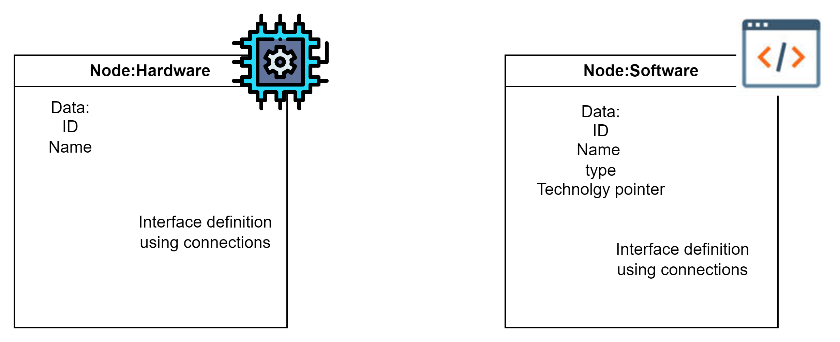 Node:Hardware
Data:
ID
Name
Interface definition
using connections
Node:Software
</>
Data:
ID
Name
type
Technolgy pointer
Interface definition
using connections